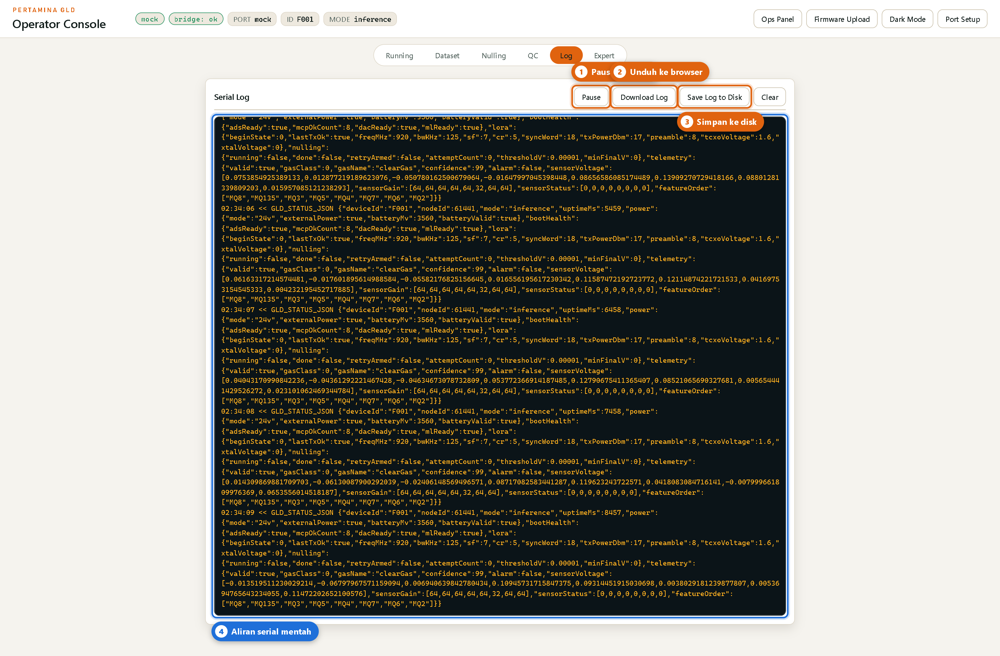 PERTAMINA GLD
Operator Console
mock
bridge: ok
PORT mock
ID F001
MODE inference
Ops Panel
Firmware Upload
Dark Mode
Port Setup
Running
Dataset
Nulling
QC
Log
Expert
1 Paus
2 Unduh ke browser
Serial Log
Pause
Download Log
Save Log to Disk
Clear
3 Simpan ke disk
{"mode":"24v","externalPower":true,"batteryMv":3560,"batteryValid":true},"bootHealth":
{"adsReady":true,"mcpOkCount":8,"dacReady":true,"mlReady":true},"lora":
{"beginState":0,"lastTxOk":true,"freqMHz":920,"bwKHz":125,"sf":7,"cr":5,"syncWord":18,"txPowerDbm":17,"preamble":8,"tcxoVoltage":1.6,"
xtalVoltage":0},"nulling":
{"running":false,"done":false,"retryArmed":false,"attemptCount":0,"thresholdV":0.00001,"minFinalV":0},"telemetry":
{"valid":true,"gasClass":0,"gasName":"clearGas","confidence":99,"alarm":false,"sensorVoltage":
[0.0753854925389133,0.012877219189623076,-0.050780162500679064,-0.01647997045398448,0.08656586085174489,0.13909270729418166,0.08801281
339809203,0.015957085121238293],"sensorGain":[64,64,64,64,64,32,64,64],"sensorStatus":[0,0,0,0,0,0,0,0],"featureOrder":
["MQ8","MQ135","MQ3","MQ5","MQ4","MQ7","MQ6","MQ2"]}}
02:34:06 << GLD_STATUS_JSON {"deviceId":"F001","nodeId":61441,"mode":"inference","uptimeMs":5459,"power":
{"mode":"24v","externalPower":true,"batteryMv":3560,"batteryValid":true},"bootHealth":
{"adsReady":true,"mcpOkCount":8,"dacReady":true,"mlReady":true},"lora":
{"beginState":0,"lastTxOk":true,"freqMHz":920,"bwKHz":125,"sf":7,"cr":5,"syncWord":18,"txPowerDbm":17,"preamble":8,"tcxoVoltage":1.6,"
xtalVoltage":0},"nulling":
{"running":false,"done":false,"retryArmed":false,"attemptCount":0,"thresholdV":0.00001,"minFinalV":0},"telemetry":
{"valid":true,"gasClass":0,"gasName":"clearGas","confidence":99,"alarm":false,"sensorVoltage":
[0.06163317214574481,-0.017601895614988584,-0.05582176825156645,0.016556195617230342,0.11587472192723772,0.12114874221721533,0.0416975
3154545333,0.004232195452717885],"sensorGain":[64,64,64,64,64,32,64,64],"sensorStatus":[0,0,0,0,0,0,0,0],"featureOrder":
["MQ8","MQ135","MQ3","MQ5","MQ4","MQ7","MQ6","MQ2"]}}
02:34:07 << GLD_STATUS_JSON {"deviceId":"F001","nodeId":61441,"mode":"inference","uptimeMs":6458,"power":
{"mode":"24v","externalPower":true,"batteryMv":3560,"batteryValid":true},"bootHealth":
{"adsReady":true,"mcpOkCount":8,"dacReady":true,"mlReady":true},"lora":
{"beginState":0,"lastTxOk":true,"freqMHz":920,"bwKHz":125,"sf":7,"cr":5,"syncWord":18,"txPowerDbm":17,"preamble":8,"tcxoVoltage":1.6,"
xtalVoltage":0},"nulling":
{"running":false,"done":false,"retryArmed":false,"attemptCount":0,"thresholdV":0.00001,"minFinalV":0},"telemetry":
{"valid":true,"gasClass":0,"gasName":"clearGas","confidence":99,"alarm":false,"sensorVoltage":
[0.04043170990842236,-0.04361292221467428,-0.04634673078732809,0.053772366914187485,0.12790675411365407,0.08521065690327681,0.00565444
1429526272,0.023101062469344784],"sensorGain":[64,64,64,64,64,32,64,64],"sensorStatus":[0,0,0,0,0,0,0,0],"featureOrder":
["MQ8","MQ135","MQ3","MQ5","MQ4","MQ7","MQ6","MQ2"]}}
02:34:08 << GLD_STATUS_JSON {"deviceId":"F001","nodeId":61441,"mode":"inference","uptimeMs":7458,"power":
{"mode":"24v","externalPower":true,"batteryMv":3560,"batteryValid":true},"bootHealth":
{"adsReady":true,"mcpOkCount":8,"dacReady":true,"mlReady":true},"lora":
{"beginState":0,"lastTxOk":true,"freqMHz":920,"bwKHz":125,"sf":7,"cr":5,"syncWord":18,"txPowerDbm":17,"preamble":8,"tcxoVoltage":1.6,"
xtalVoltage":0},"nulling":
{"running":false,"done":false,"retryArmed":false,"attemptCount":0,"thresholdV":0.00001,"minFinalV":0},"telemetry":
{"valid":true,"gasClass":0,"gasName":"clearGas","confidence":99,"alarm":false,"sensorVoltage":
[0.014309869881709703,-0.06130087900292039,-0.02406148569496571,0.08717082583441287,0.119623243722571,0.0418083084716141,-0.0079996618
09976369,0.0653556014518187],"sensorGain":[64,64,64,64,64,32,64,64],"sensorStatus":[0,0,0,0,0,0,0,0],"featureOrder":
["MQ8","MQ135","MQ3","MQ5","MQ4","MQ7","MQ6","MQ2"]}}
02:34:09 << GLD_STATUS_JSON {"deviceId":"F001","nodeId":61441,"mode":"inference","uptimeMs":8457,"power":
{"mode":"24v","externalPower":true,"batteryMv":3560,"batteryValid":true},"bootHealth":
{"adsReady":true,"mcpOkCount":8,"dacReady":true,"mlReady":true},"lora":
{"beginState":0,"lastTxOk":true,"freqMHz":920,"bwKHz":125,"sf":7,"cr":5,"syncWord":18,"txPowerDbm":17,"preamble":8,"tcxoVoltage":1.6,"
xtalVoltage":0},"nulling":
{"running":false,"done":false,"retryArmed":false,"attemptCount":0,"thresholdV":0.00001,"minFinalV":0},"telemetry":
{"valid":true,"gasClass":0,"gasName":"clearGas","confidence":99,"alarm":false,"sensorVoltage":
[-0.013519511230029214,-0.06797967571159094,0.006940639842780434,0.10945731715847375,0.09314451915030698,0.0038029181239877807,0.00536
94765643234055,0.11472202652100576],"sensorGain":[64,64,64,64,64,32,64,64],"sensorStatus":[0,0,0,0,0,0,0,0],"featureOrder":
["MQ8","MQ135","MQ3","MQ5","MQ4","MQ7","MQ6","MQ2"]}}
4 Aliran serial mentah